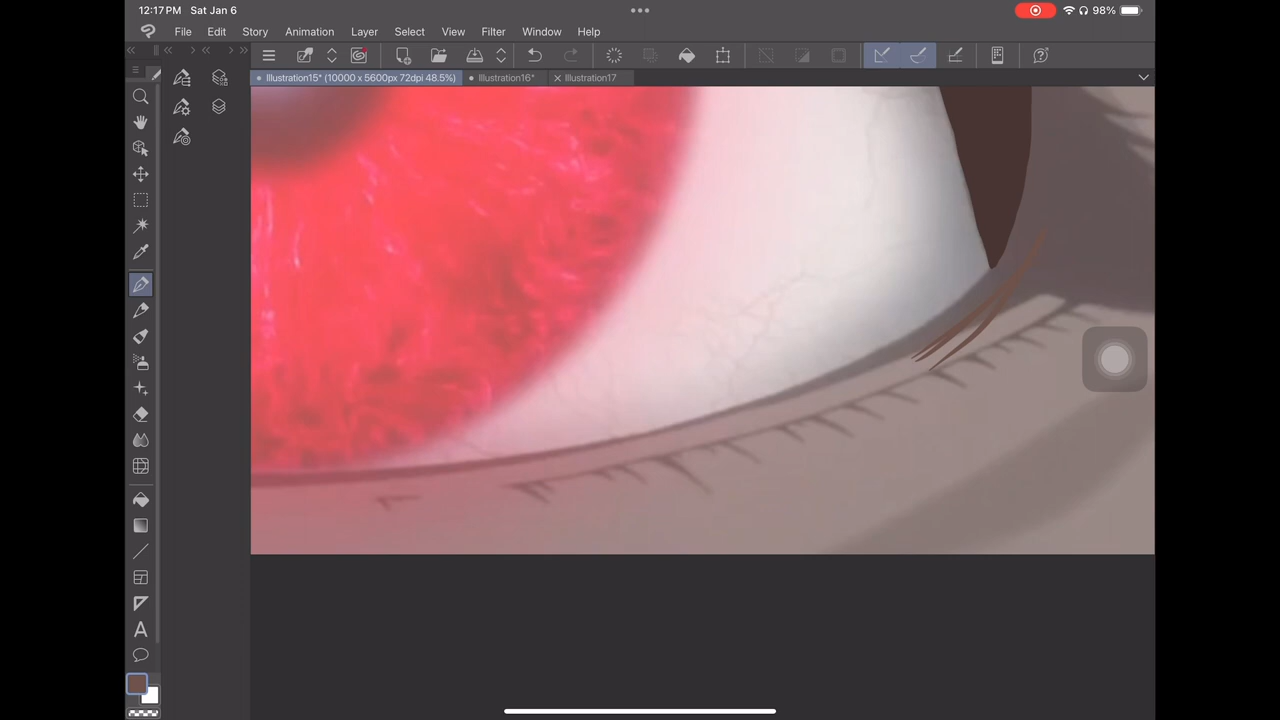 12:17 PM Sat Jan 6
98%
File Edit Story Animation Layer Select View Filter Window Help
Illustration15* (10000 x 5600px 72dpi 48.5%) Illustration16* Illustration17
A